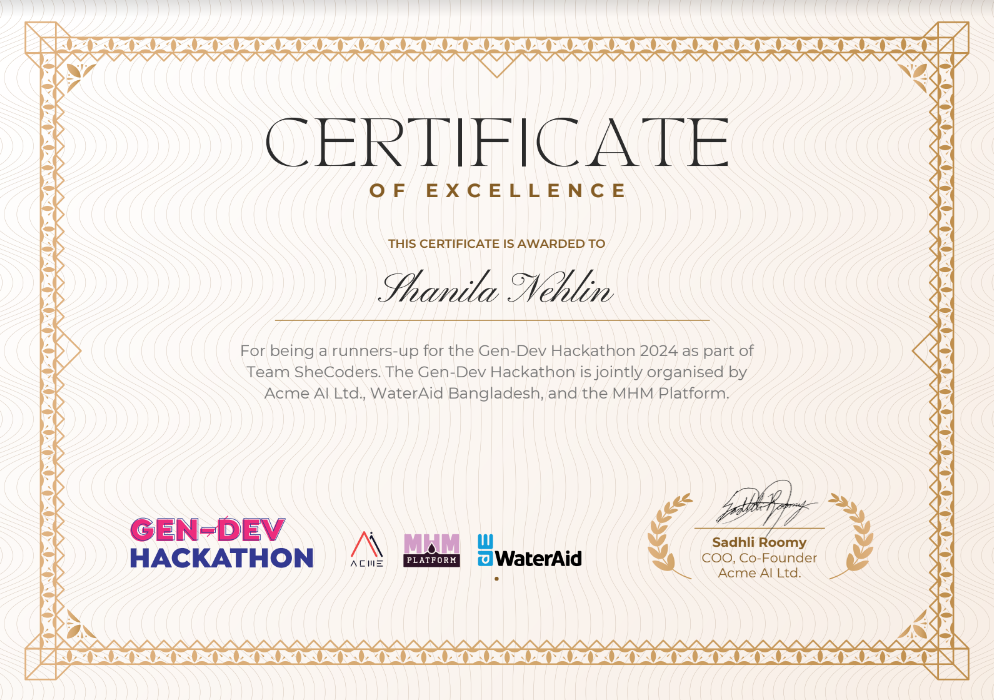 CERTIFICATE
OF EXCELLENCE
THIS CERTIFICATE IS AWARDED TO
Shanila Nehlin
For being a runners-up for the Gen-Dev Hackathon 2024 as part of
Team SheCoders. The Gen-Dev Hackathon is jointly organised by
Acme AI Ltd., WaterAid Bangladesh, and the MHM Platform.
GEN-DEV
HACKATHON
ACME
MHM
PLATFORM
WaterAid
Sadhli Roomy
Sadhli Roomy
COO, Co-Founder
Acme AI Ltd.